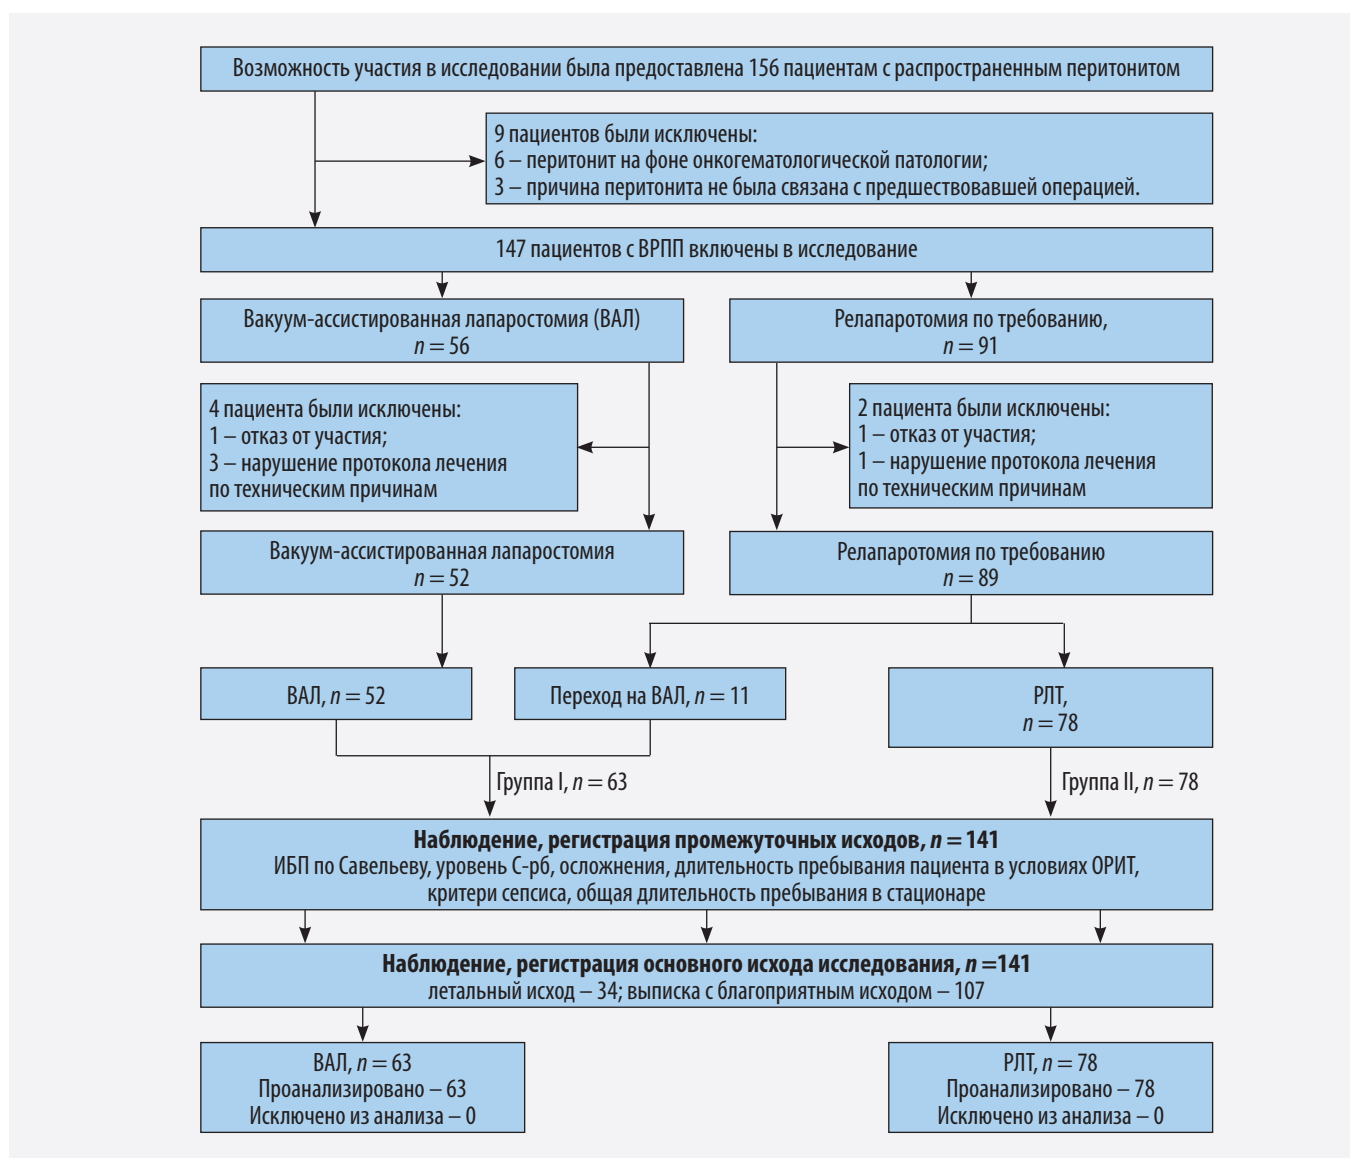 Возможность участия в исследовании была предоставлена 156 пациентам с распространенным перитонитом
9 пациентов были исключены:
6 – перитонит на фоне онкогематологической патологии;
3 – причина перитонита не была связана с предшествовавшей операцией.
147 пациентов с ВРПП включены в исследование
Вакуум-ассистированная лапаростомия (ВАЛ)
n = 56
Релапаротомия по требованию,
n = 91
4 пациента были исключены:
1 – отказ от участия;
3 – нарушение протокола лечения
по техническим причинам
2 пациента были исключены:
1 – отказ от участия;
1 – нарушение протокола лечения
по техническим причинам
Вакуум-ассистированная лапаростомия
n = 52
Релапаротомия по требованию
n = 89
ВАЛ, n = 52
Переход на ВАЛ, n = 11
РЛТ,
n = 78
Группа I, n = 63
Группа II, n = 78
Наблюдение, регистрация промежуточных исходов, n = 141
ИБП по Савельеву, уровень С-рб, осложнения, длительность пребывания пациента в условиях ОРИТ,
критери сепсиса, общая длительность пребывания в стационаре
Наблюдение, регистрация основного исхода исследования, n =141
летальный исход – 34; выписка с благоприятным исходом – 107
ВАЛ, n = 63
Проанализировано – 63
Исключено из анализа – 0
РЛТ, n = 78
Проанализировано – 78
Исключено из анализа – 0